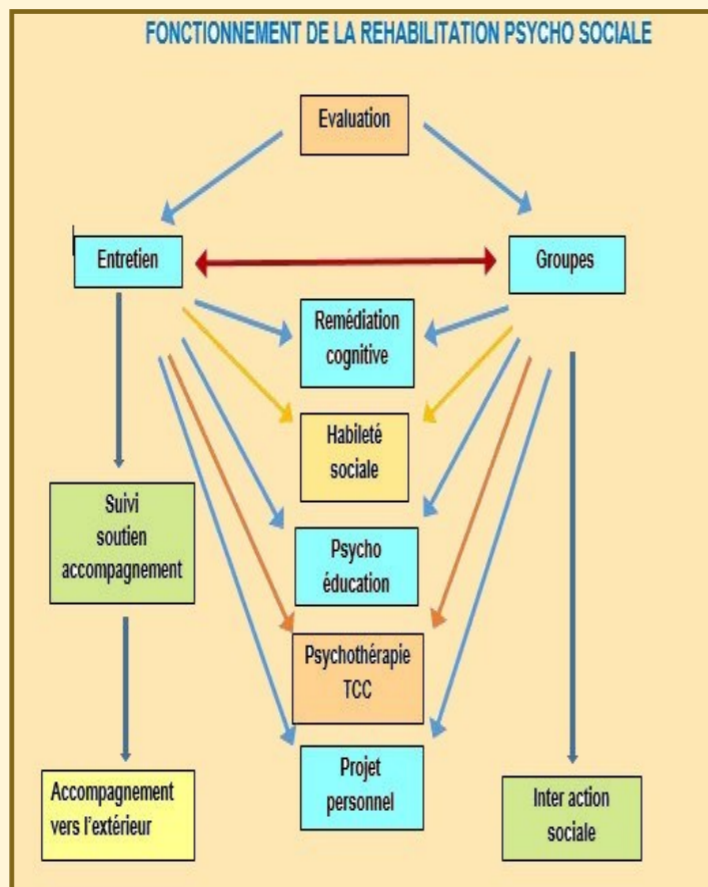 FONCTIONNEMENT DE LA REHABILITATION PSYCHO SOCIALE
Evaluation
Entretien
Groupes
Remédiation
cognitive
Habileté
sociale
Suivi
soutien
accompagnement
Psycho
éducation
Psychothérapie
TCC
Projet
personnel
Accompagnement
vers l'extérieur
Inter action
sociale